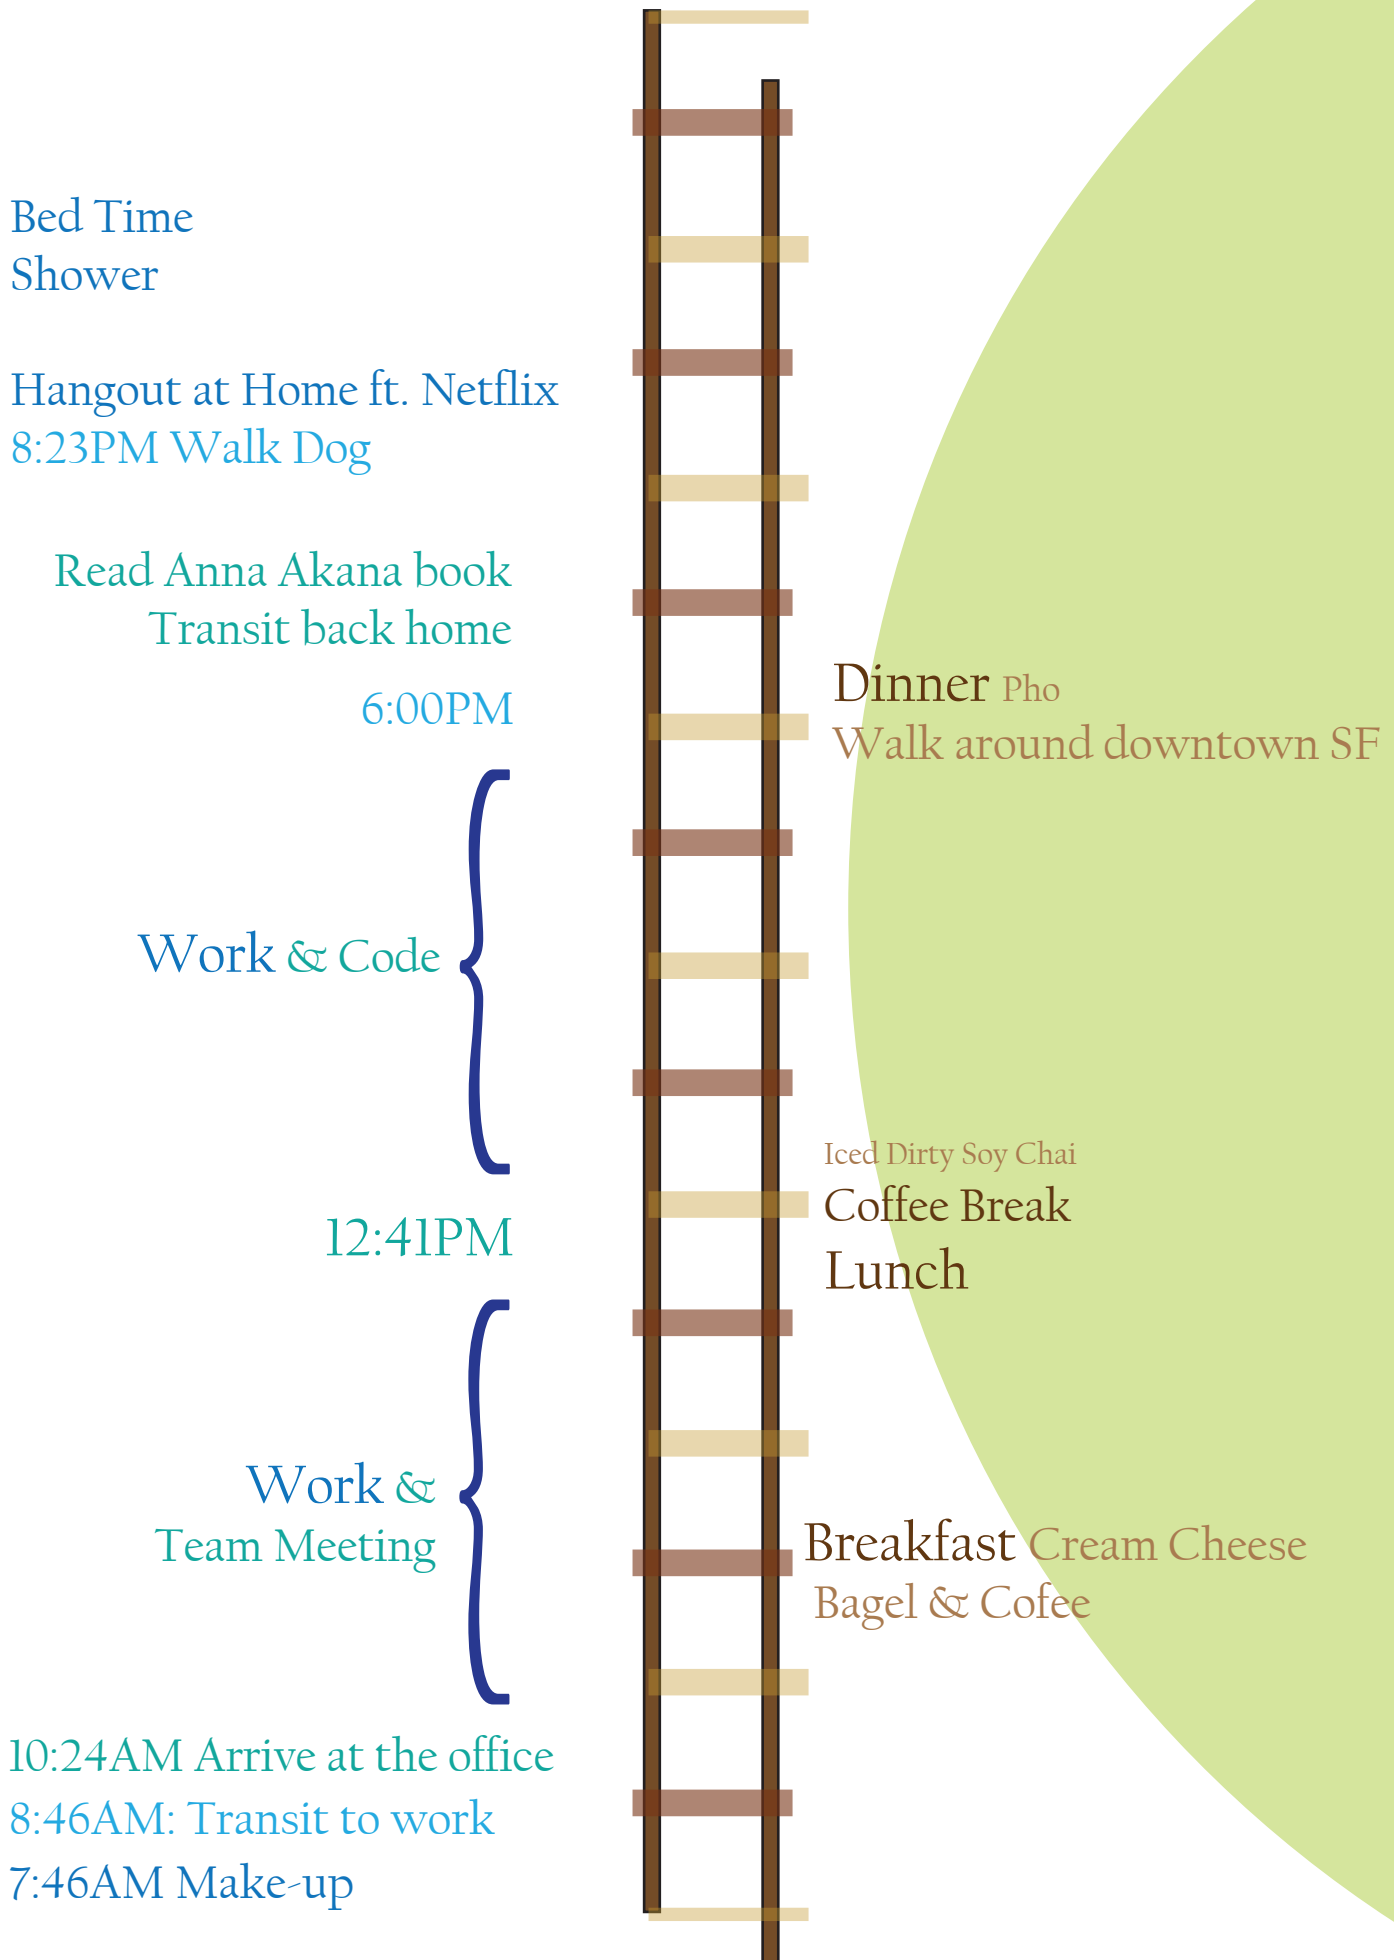 Bed Time
Shower
Hangout at Home ft. Netflix
8:23PM Walk Dog
Read Anna Akana book
Transit back home
6:00PM
Dinner Pho
Walk around downtown SF
Work & Code
Iced Dirty Soy Chai
Coffee Break
Lunch
12:41PM
Work &
Team Meeting
Breakfast Cream Cheese
Bagel & Cofee
10:24AM Arrive at the office
8:46AM: Transit to work
7:46AM Make-up